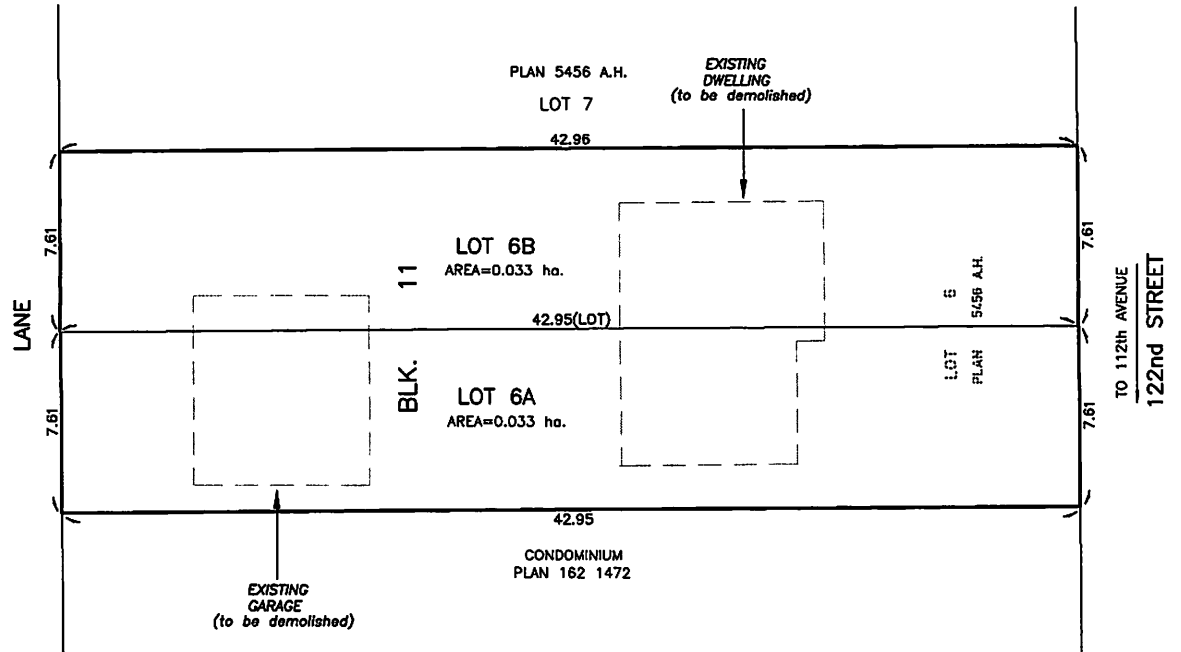 PLAN 5456 A.H.
LOT 7
EXISTING
DWELLING
(to be demolished)
42.96
7.61
LOT 6B
AREA=0.033 ha.
7.61
LANE
BLK. 11
42.95(LOT)
LOT 6
PLAN 5456 A.H.
TO 112th AVENUE
122nd STREET
7.61
LOT 6A
AREA=0.033 ha.
7.61
42.95
CONDOMINIUM
PLAN 162 1472
EXISTING
GARAGE
(to be demolished)